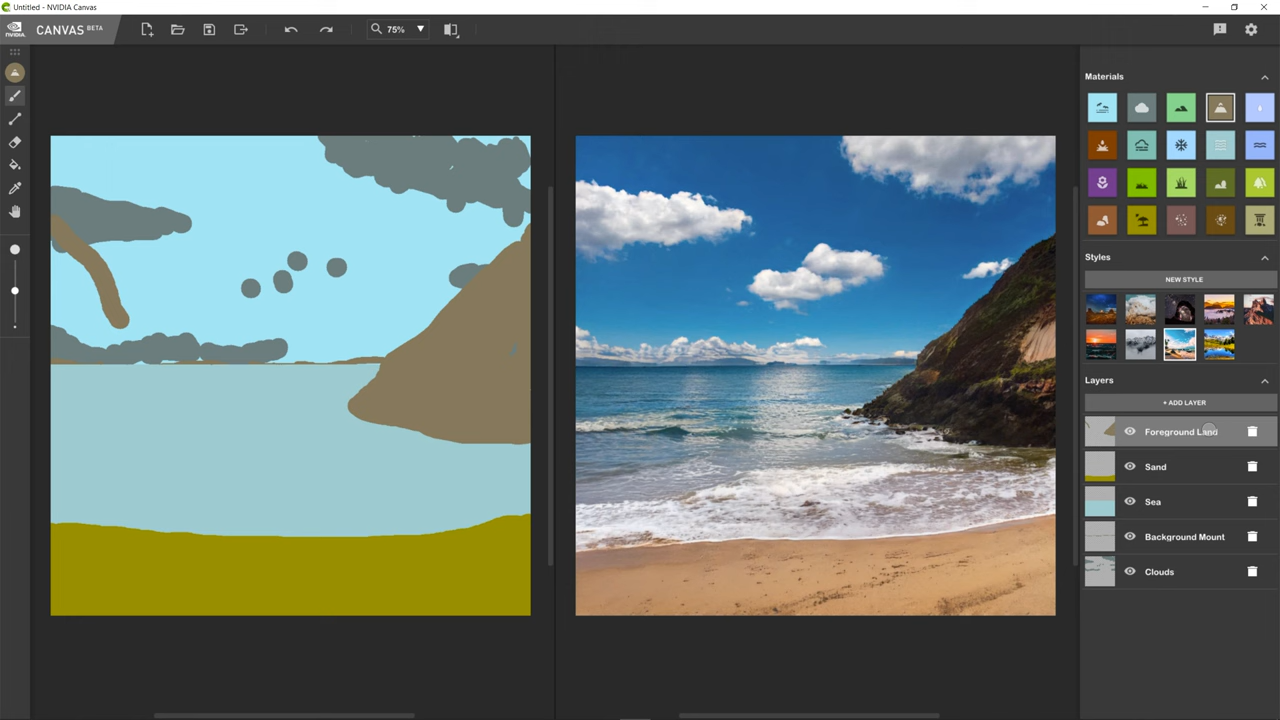 Untitled - NVIDIA Canvas
NVIDIA CANVAS BETA
75%
Materials
Styles
NEW STYLE
Layers
+ ADD LAYER
Foreground Land
Sand
Sea
Background Mount
Clouds